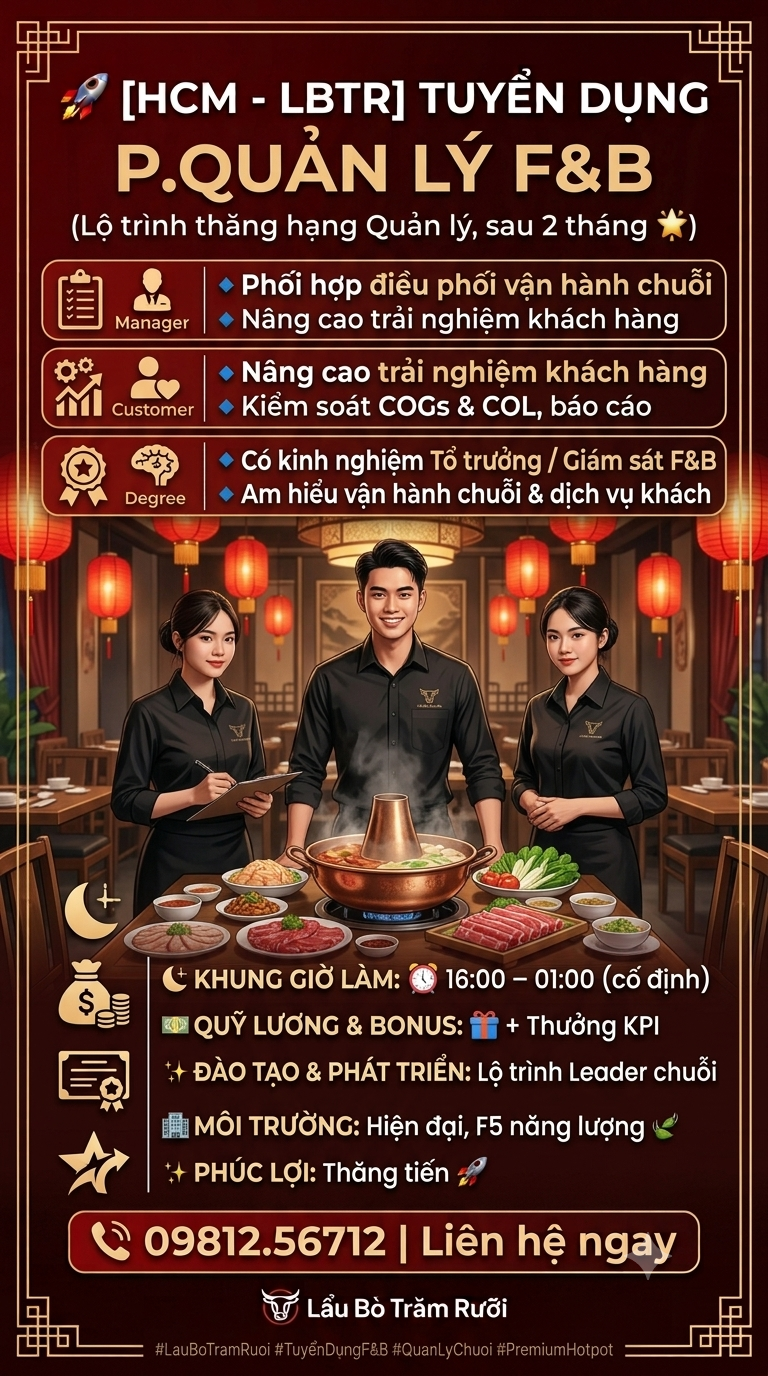 🚀 [HCM - LBTR] TUYỂN DỤNG
P.QUẢN LÝ F&B
(Lộ trình thăng hạng Quản lý, sau 2 tháng 🌟)
Manager
Phối hợp điều phối vận hành chuỗi
Nâng cao trải nghiệm khách hàng
Customer
Nâng cao trải nghiệm khách hàng
Kiểm soát COGs & COL, báo cáo
Degree
Có kinh nghiệm Tổ trưởng / Giám sát F&B
Am hiểu vận hành chuỗi & dịch vụ khách
KHUNG GIỜ LÀM: ⏰ 16:00 – 01:00 (cố định)
QUỸ LƯƠNG & BONUS: 🎁 + Thưởng KPI
ĐÀO TẠO & PHÁT TRIỂN: Lộ trình Leader chuỗi
MÔI TRƯỜNG: Hiện đại, F5 năng lượng 🌿
PHÚC LỢI: Thăng tiến 🚀
09812.56712 | Liên hệ ngay
Lẩu Bò Trăm Rưỡi
#LauBoTramRuoi #TuyểnDụngF&B #QuanLyChuoi #PremiumHotpot